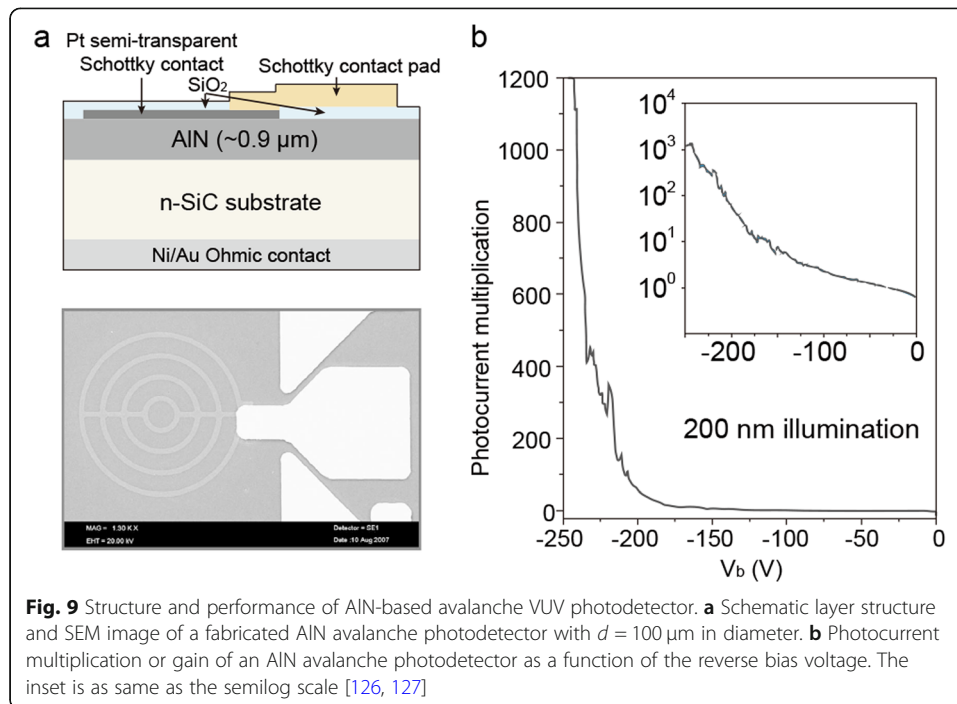 a
Pt semi-transparent
Schottky contact
SiO2
Schottky contact pad
AlN (~0.9 μm)
n-SiC substrate
Ni/Au Ohmic contact
MAG = 1.30 K X
EHT = 20.00 kV
Detector = SE1
Date :10 Aug 2007
b
Photocurrent multiplication
1200
1000
800
600
400
200
0
-250
-200
-150
-100
-50
0
Vb (V)
10^4
10^3
10^2
10^1
10^0
-200
-100
0
200 nm illumination
Fig. 9 Structure and performance of AlN-based avalanche VUV photodetector. a Schematic layer structure
and SEM image of a fabricated AlN avalanche photodetector with d = 100 μm in diameter. b Photocurrent
multiplication or gain of an AlN avalanche photodetector as a function of the reverse bias voltage. The
inset is as same as the semilog scale [126, 127]